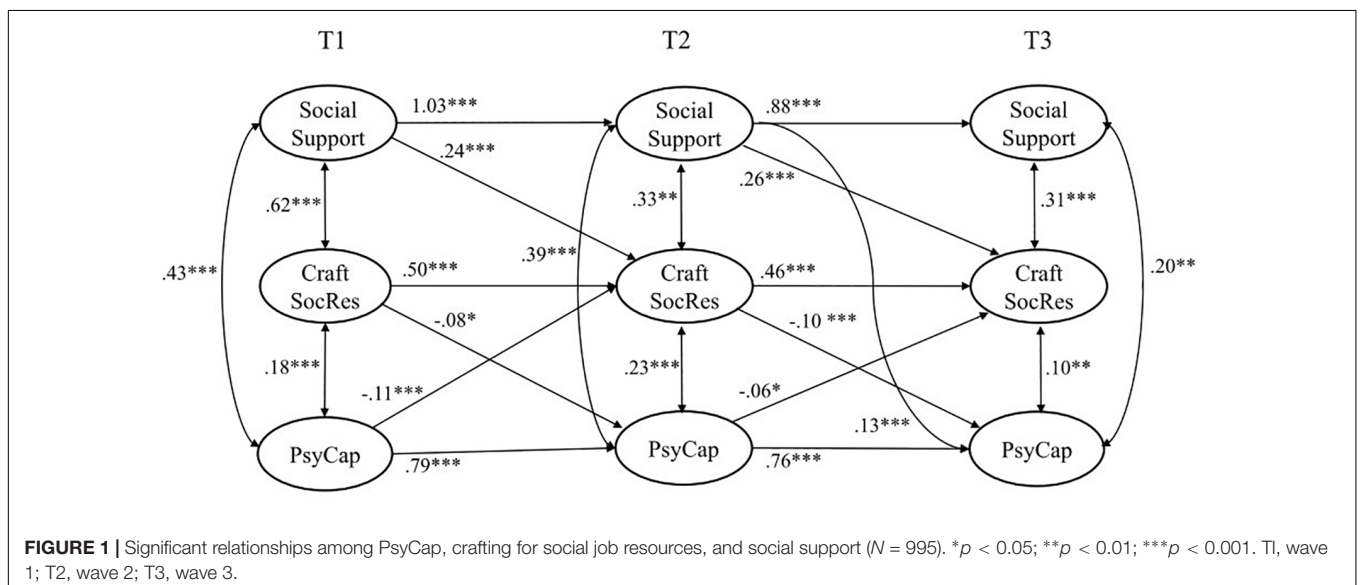 T1 T2 T3
Social
Support
1.03***
Social
Support
.88***
Social
Support
.24***
.26***
.62***
.33**
.31***
.43***
.39***
.20**
Craft
SocRes
.50***
Craft
SocRes
.46***
Craft
SocRes
-.08*
-.10 ***
.18***
.23***
.10**
-.11***
-.06*
.13***
PsyCap
.79***
PsyCap
.76***
PsyCap
FIGURE 1 | Significant relationships among PsyCap, crafting for social job resources, and social support (N = 995). *p < 0.05; **p < 0.01; ***p < 0.001. Tl, wave
1; T2, wave 2; T3, wave 3.